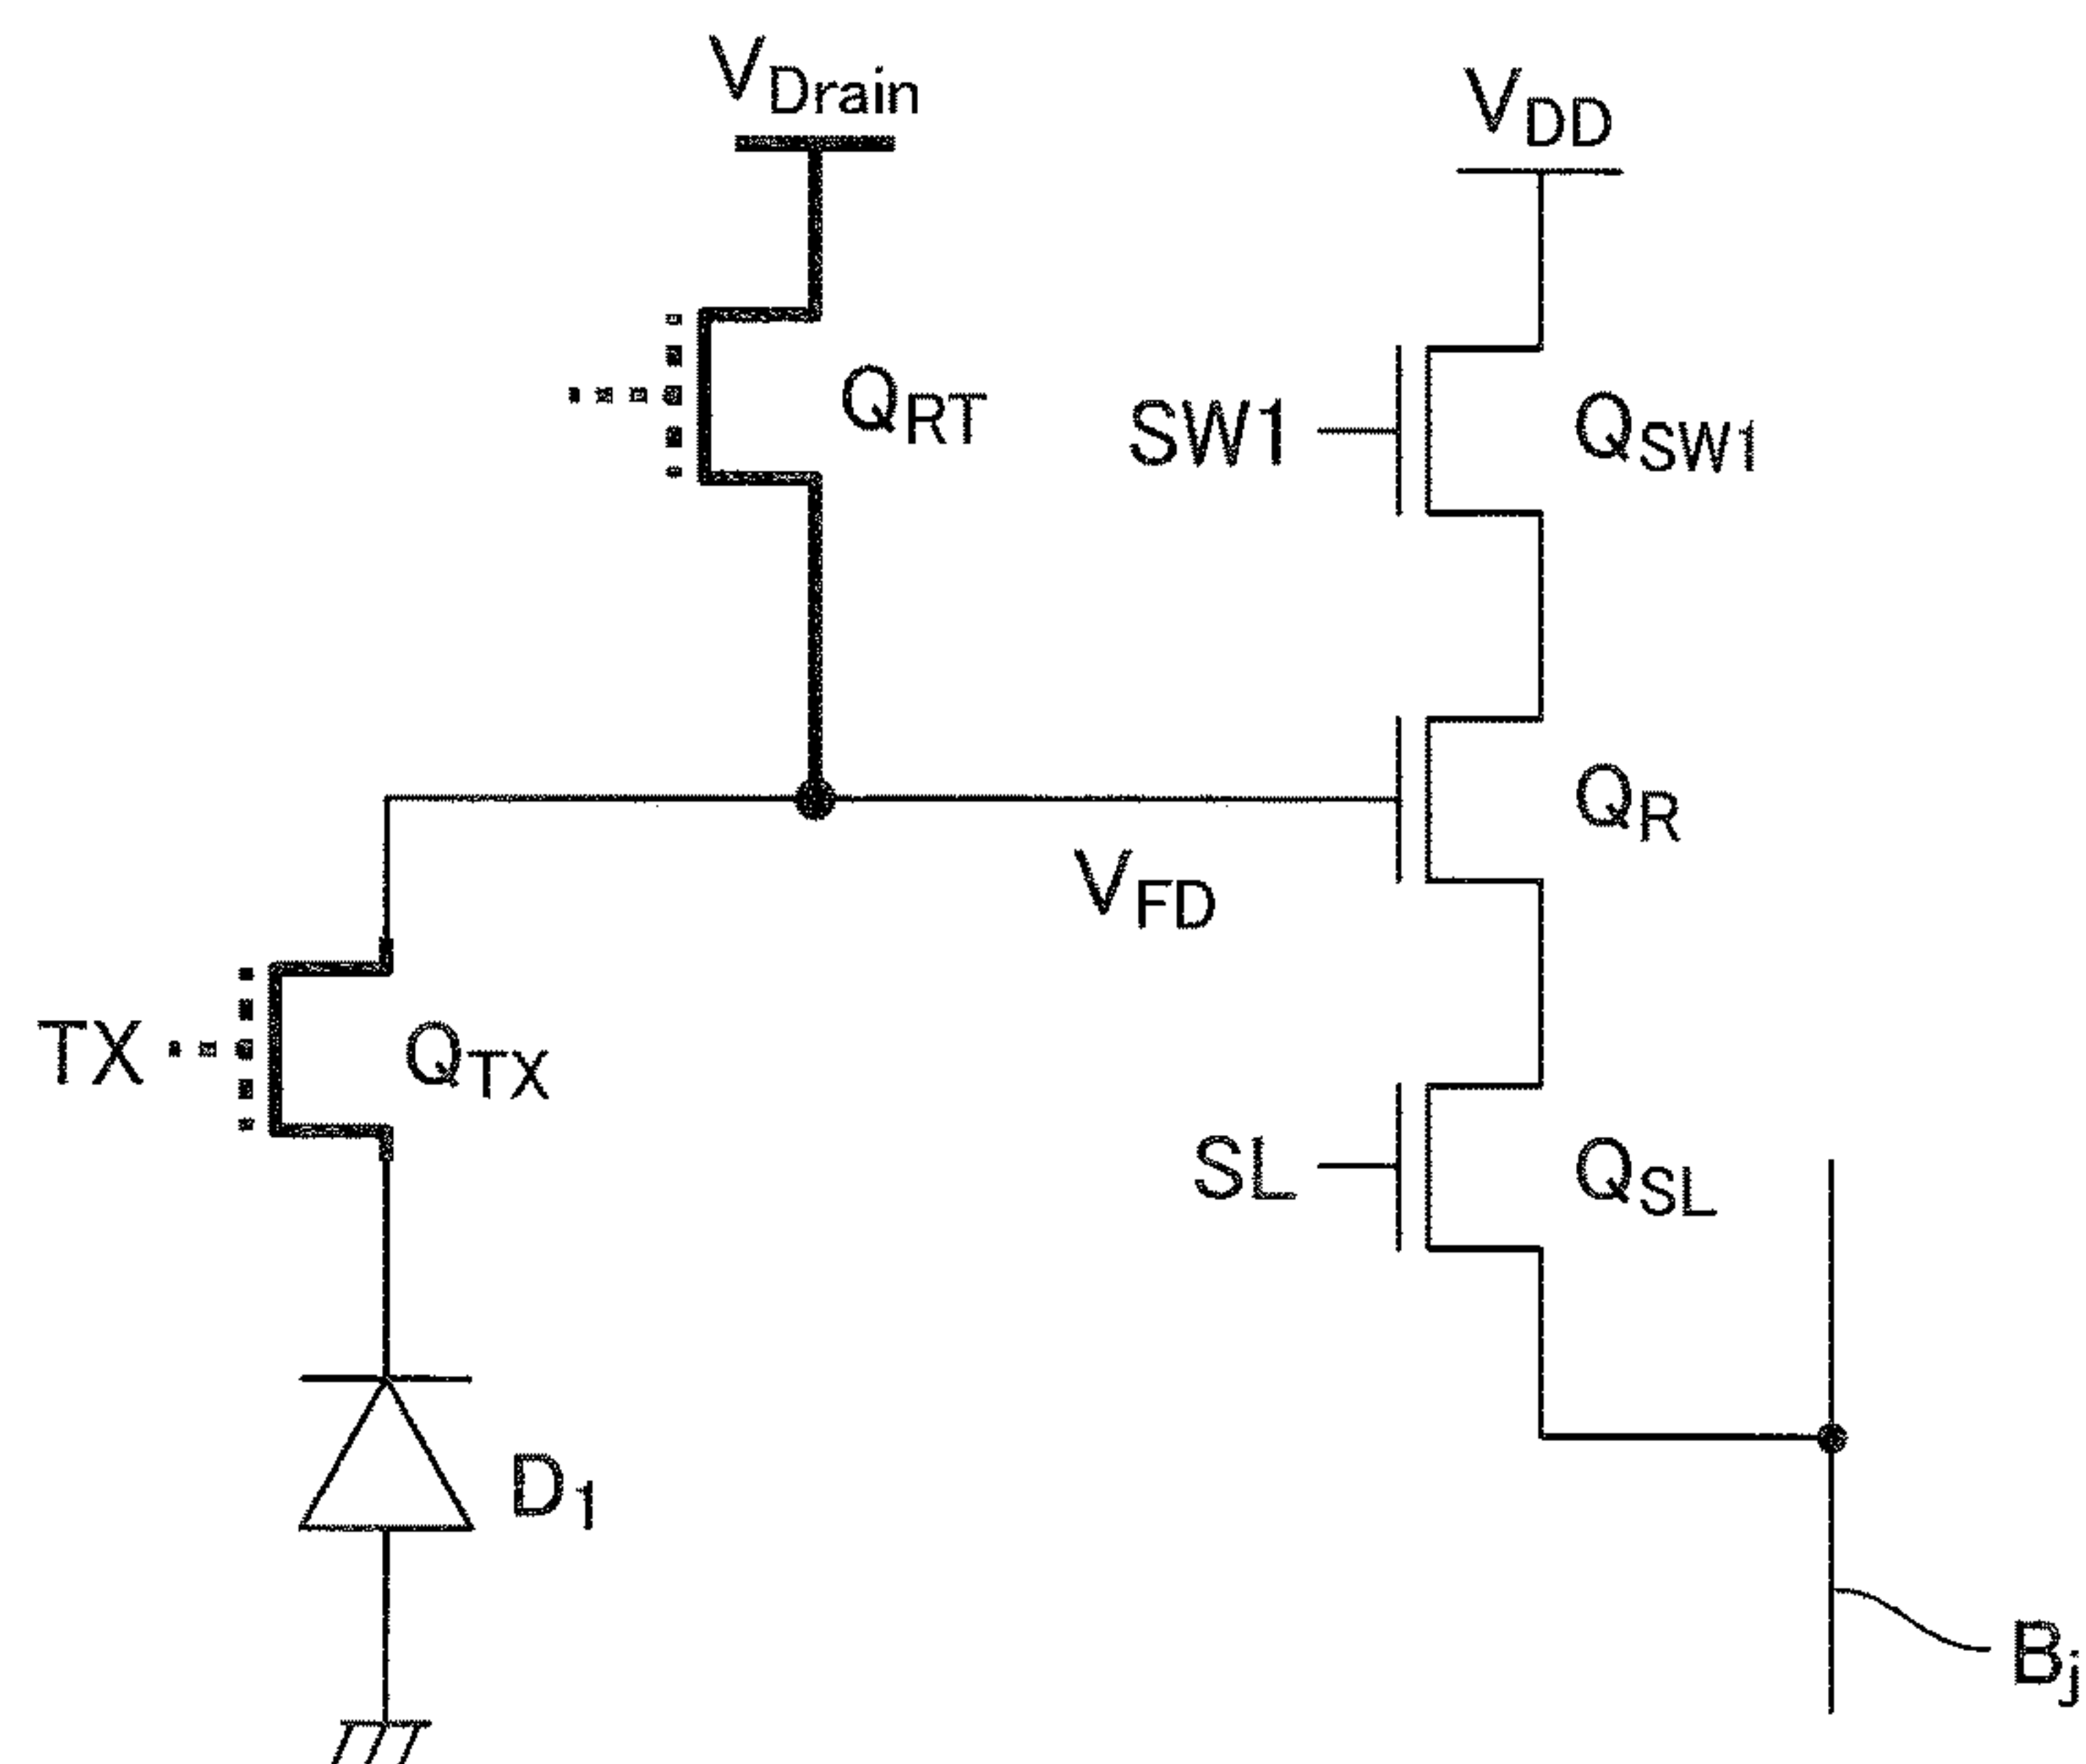 VDrain
VDD
QRT
SW1
QSW1
QR
VFD
TX
QTX
SL
QSL
D1
Bj